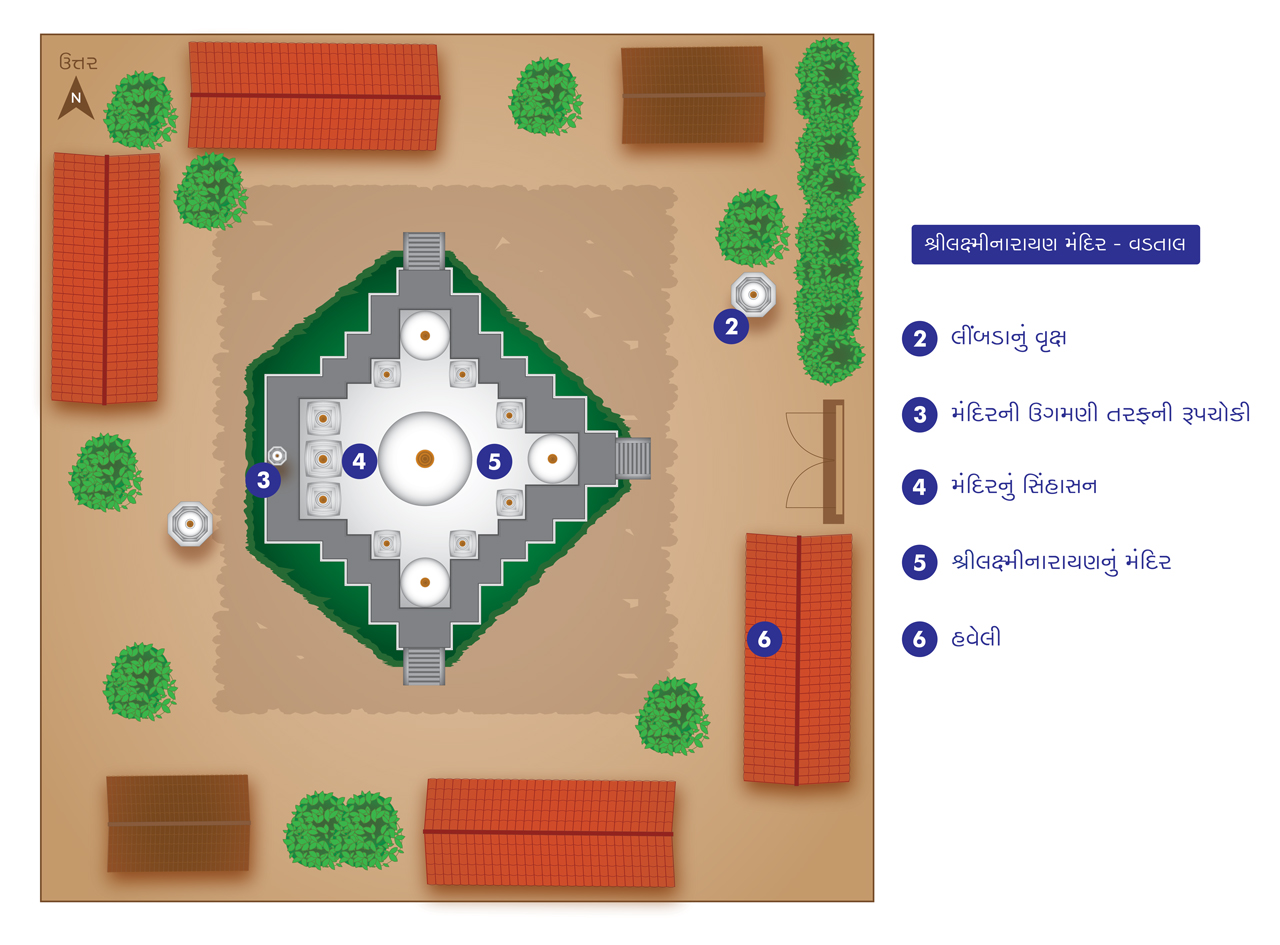 ઉત્તર
N
શ્રીલક્ષ્મીનારાયણ મંદિર - વડતાલ
2 લીંબડાનું વૃક્ષ
3 મંદિરની ઉગમણી તરફની રૂપચોકી
4 મંદિરનું સિંહાસન
5 શ્રીલક્ષ્મીનારાયણનું મંદિર
6 હવેલી
2
3
4
5
6